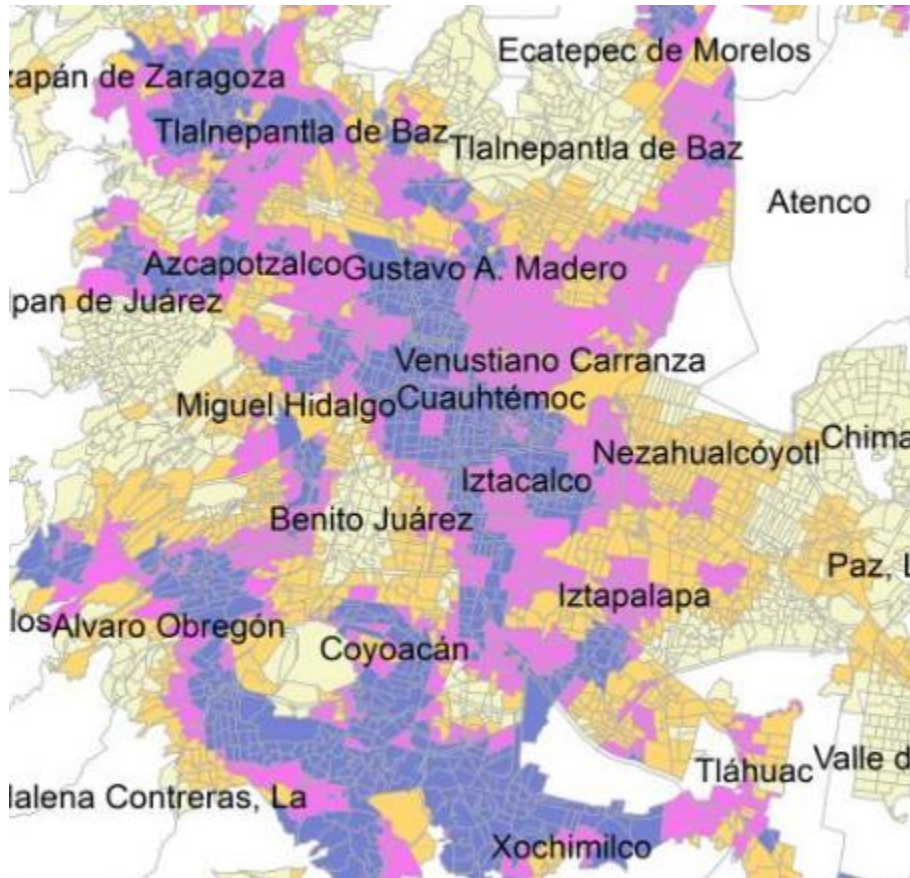 Ecatepec de Morelos
zapán de Zaragoza
Tlalnepantla de Baz
Tlalnepantla de Baz
Atenco
Azcapotzalco
Gustavo A. Madero
pan de Juárez
Venustiano Carranza
Miguel Hidalgo
Cuauhtémoc
Nezahualcóyotl
Chima
Iztacalco
Benito Juárez
Paz, L
Iztapalapa
los
Alvaro Obregón
Coyoacán
Tláhuac
Valle d
dalena Contreras, La
Xochimilco